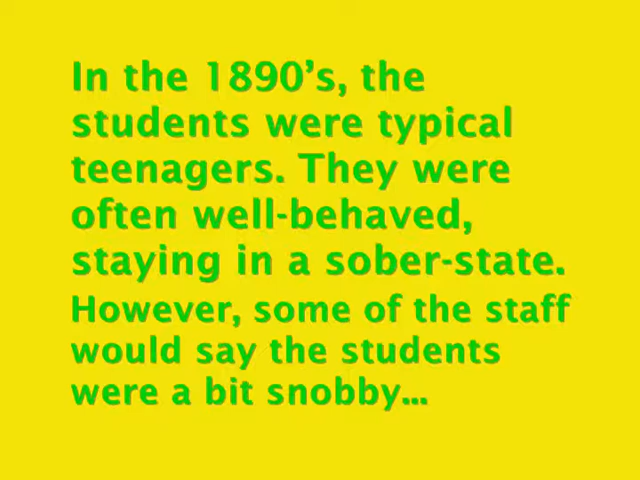 In the 1890’s, the
students were typical
teenagers. They were
often well-behaved,
staying in a sober-state.
However, some of the staff
would say the students
were a bit snobby...